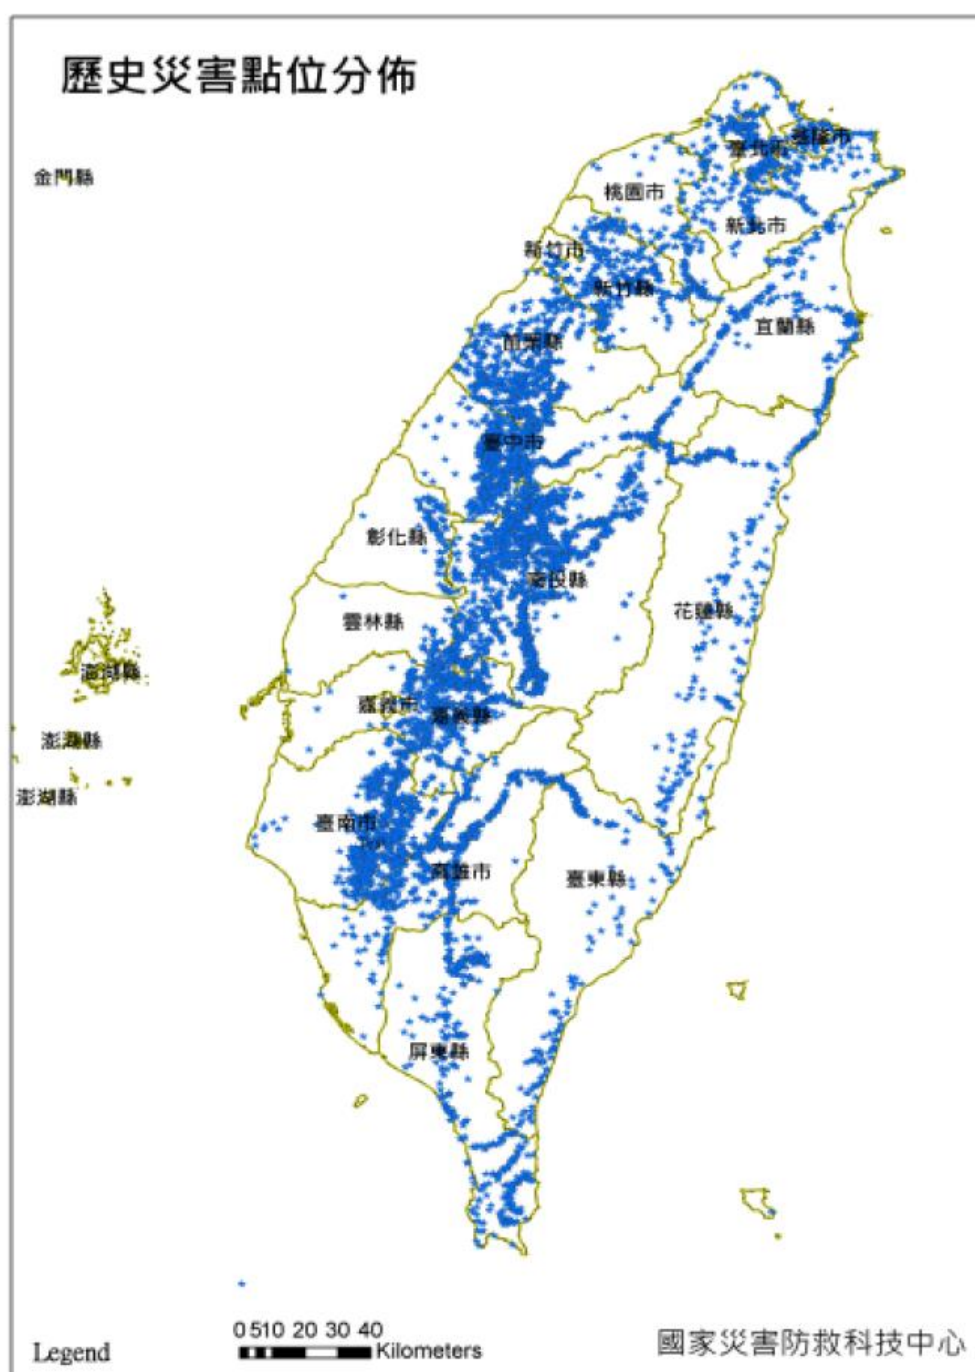 歷史災害點位分佈
金門縣
基隆市
臺北市
桃園市
新北市
新竹市
新竹縣
宜蘭縣
苗栗縣
臺中市
彰化縣
南投縣
花蓮縣
雲林縣
澎湖縣
嘉義市
嘉義縣
澎湖縣
澎湖縣
臺南市
高雄市
臺東縣
屏東縣
0 5 10 20 30 40
Kilometers
Legend
國家災害防救科技中心